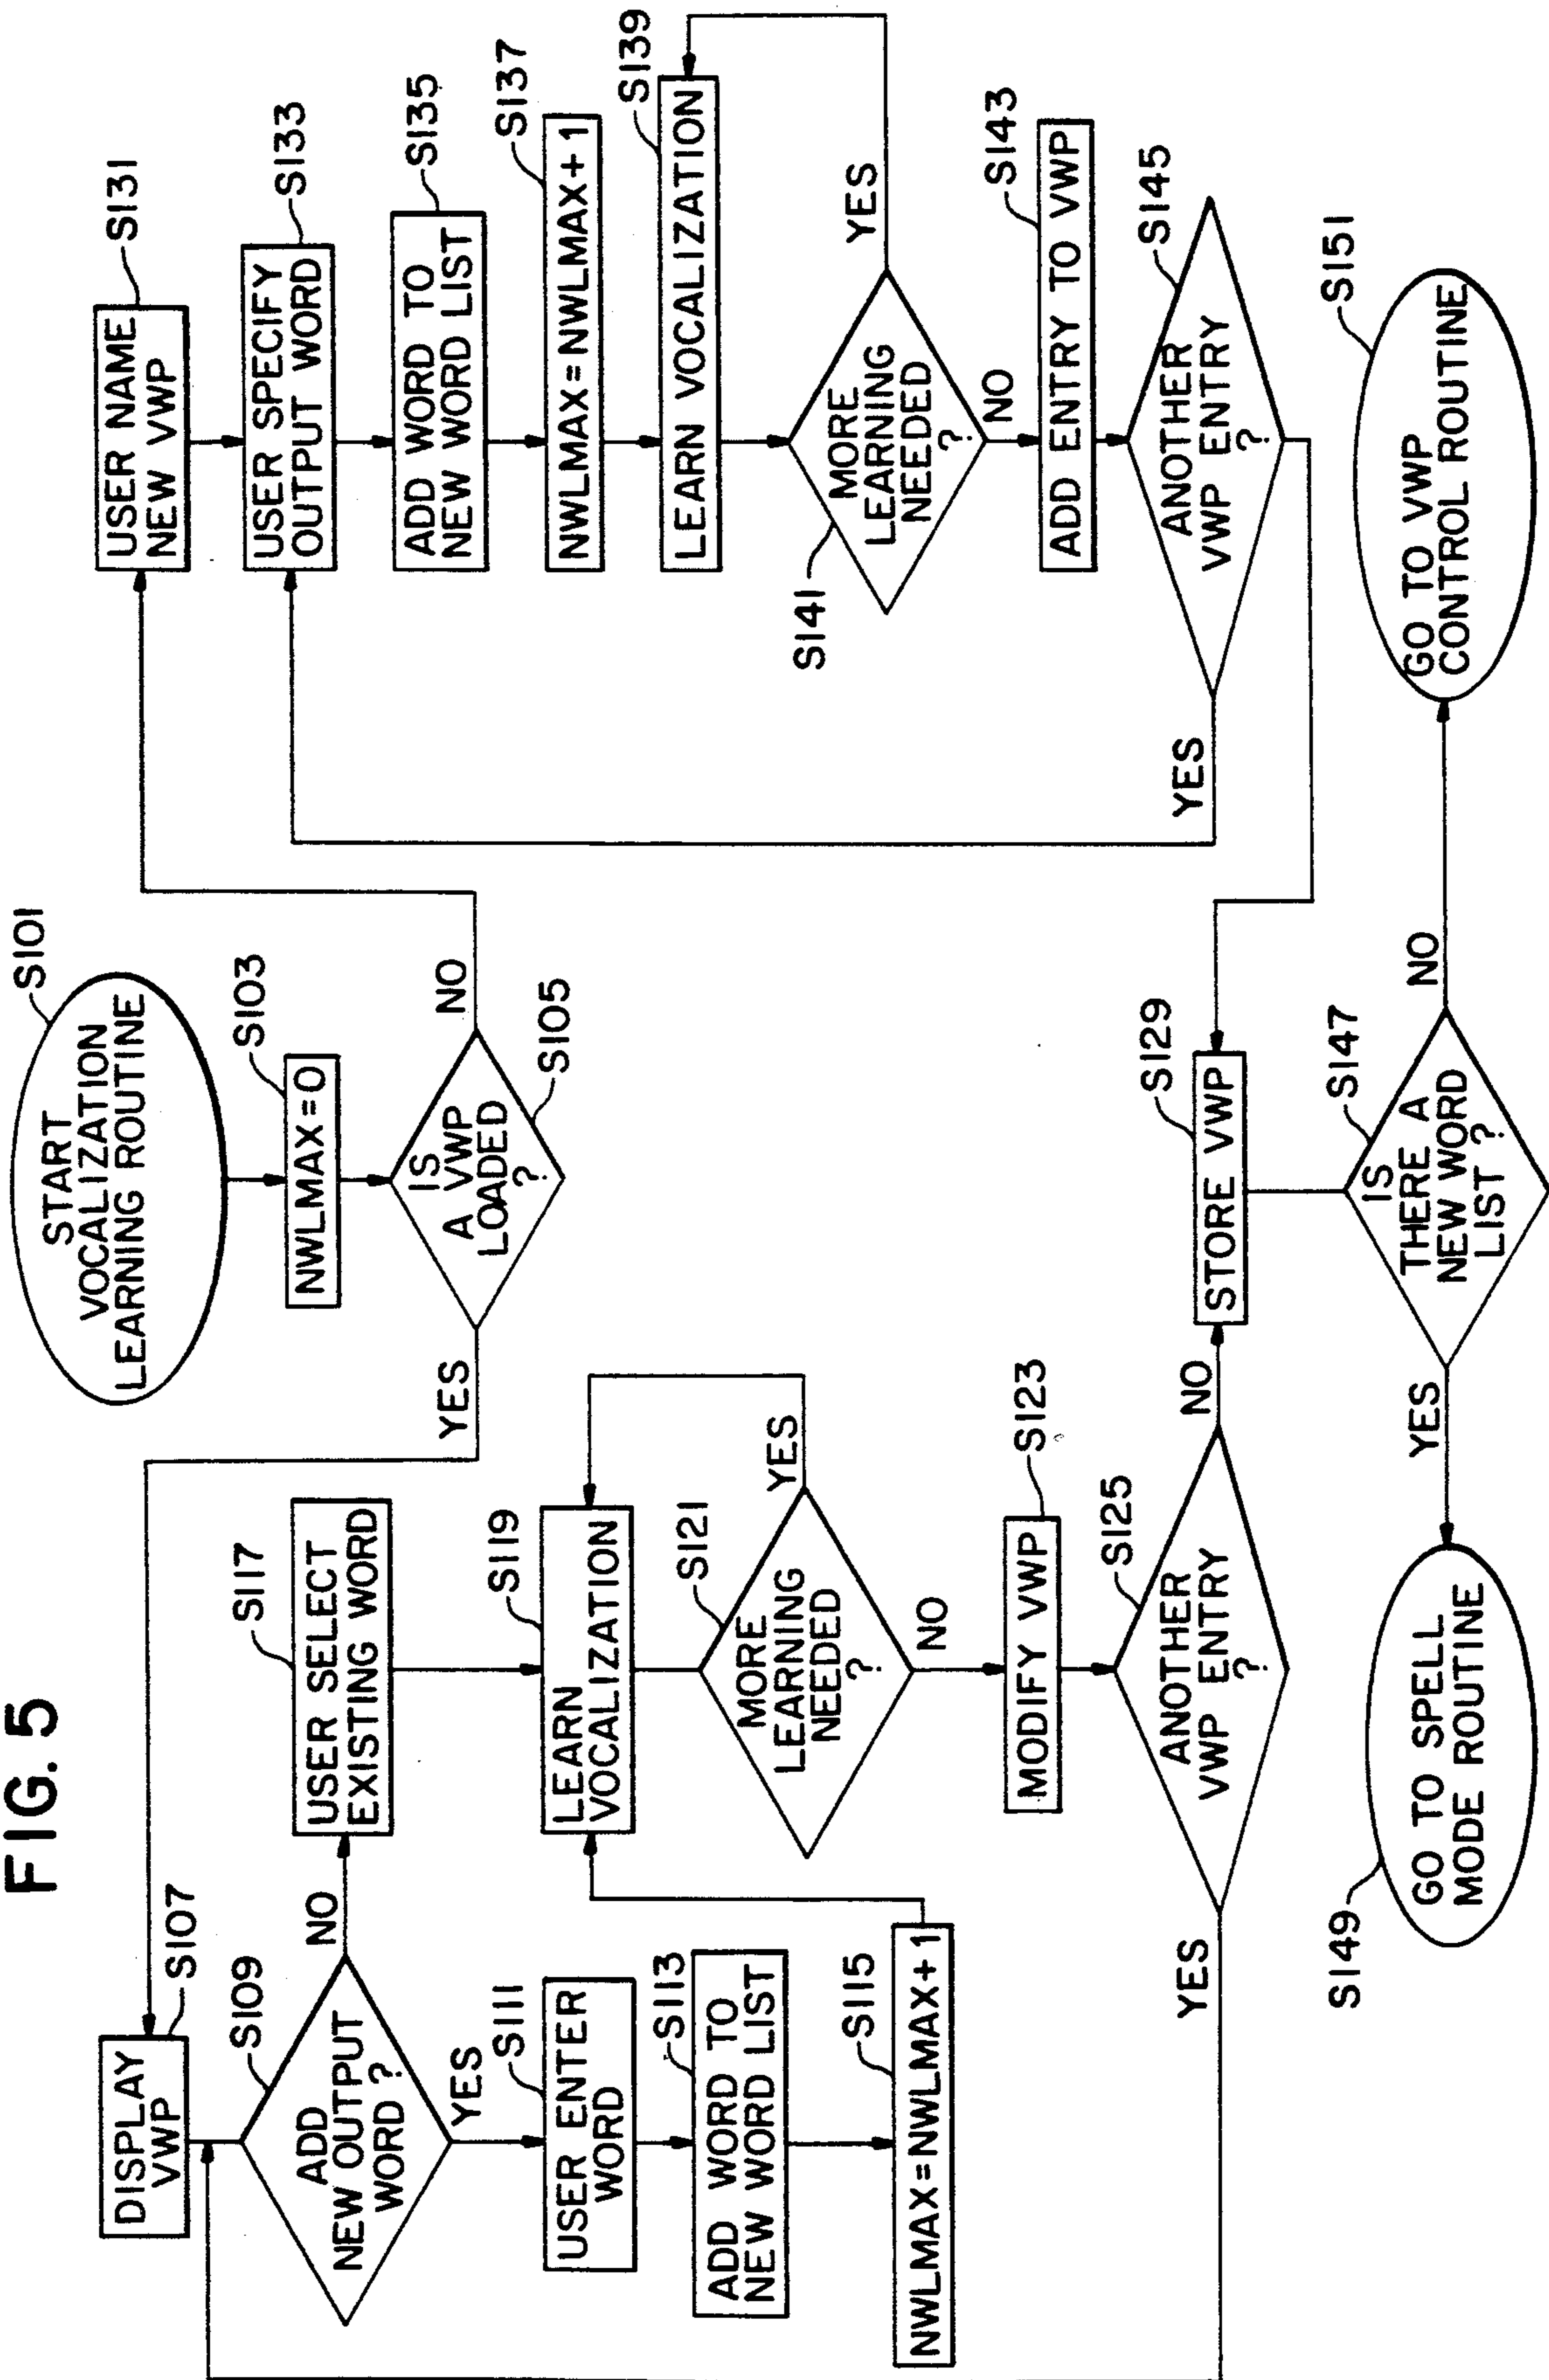 FIG. 5
START
VOCALIZATION
LEARNING ROUTINE
S101
NWLMAX=0
S103
IS
A VWP
LOADED
?
S105
YES
NO
DISPLAY
VWP
S107
ADD
NEW OUTPUT
WORD ?
S109
NO
YES
USER ENTER
WORD
S111
ADD WORD TO
NEW WORD LIST
S113
NWLMAX=NWLMAX+1
S115
USER SELECT
EXISTING WORD
S117
LEARN
VOCALIZATION
S119
MORE
LEARNING
NEEDED
?
S121
YES
NO
MODIFY VWP
S123
ANOTHER
VWP ENTRY
?
S125
YES
NO
STORE VWP
S129
USER NAME
NEW VWP
S131
USER SPECIFY
OUTPUT WORD
S133
ADD WORD TO
NEW WORD LIST
S135
NWLMAX=NWLMAX+1
S137
LEARN VOCALIZATION
S139
MORE
LEARNING
NEEDED
?
S141
YES
NO
ADD ENTRY TO VWP
S143
ANOTHER
VWP ENTRY
?
S145
YES
IS
THERE A
NEW WORD
LIST ?
S147
YES
NO
GO TO SPELL
MODE ROUTINE
S149
GO TO VWP
CONTROL ROUTINE
S151